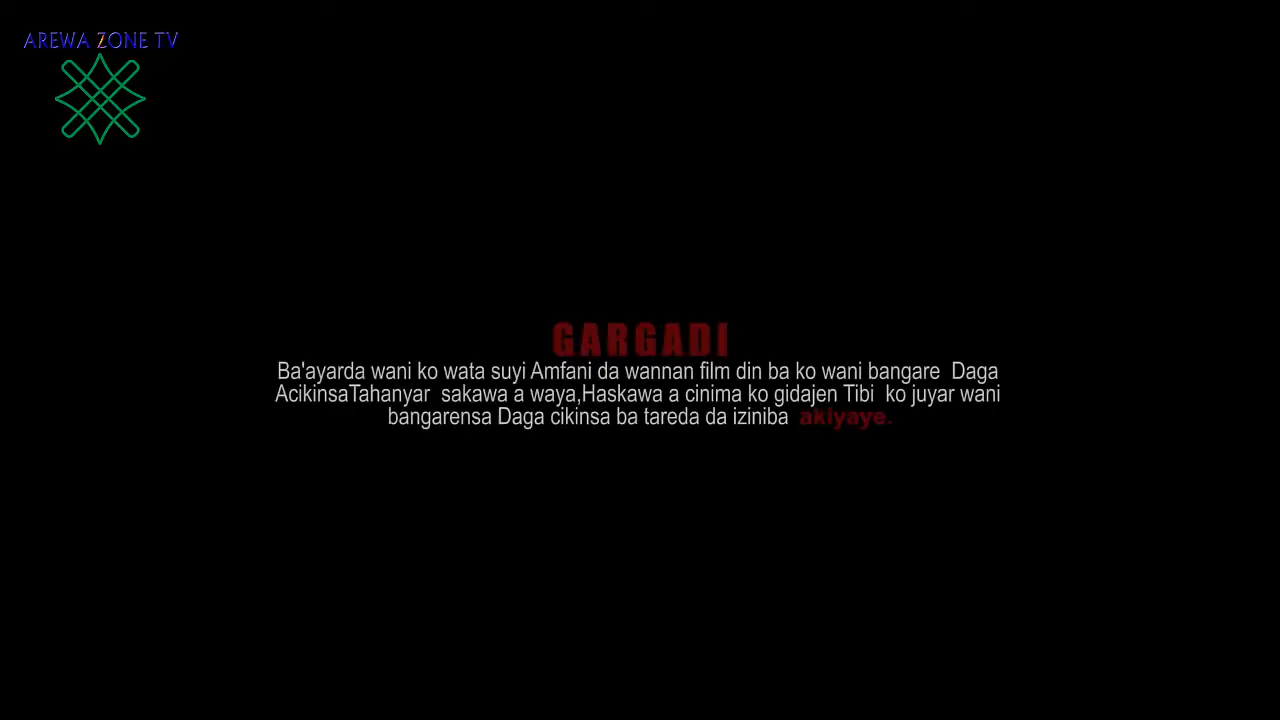 AREWA ZONE TV
GARGADI
Ba'ayarda wani ko wata suyi Amfani da wannan film din ba ko wani bangare Daga
AcikinsaTahanyar sakawa a waya,Haskawa a cinima ko gidajen Tibi ko juyar wani
bangarensa Daga cikinsa ba tareda da iziniba akiyaye.